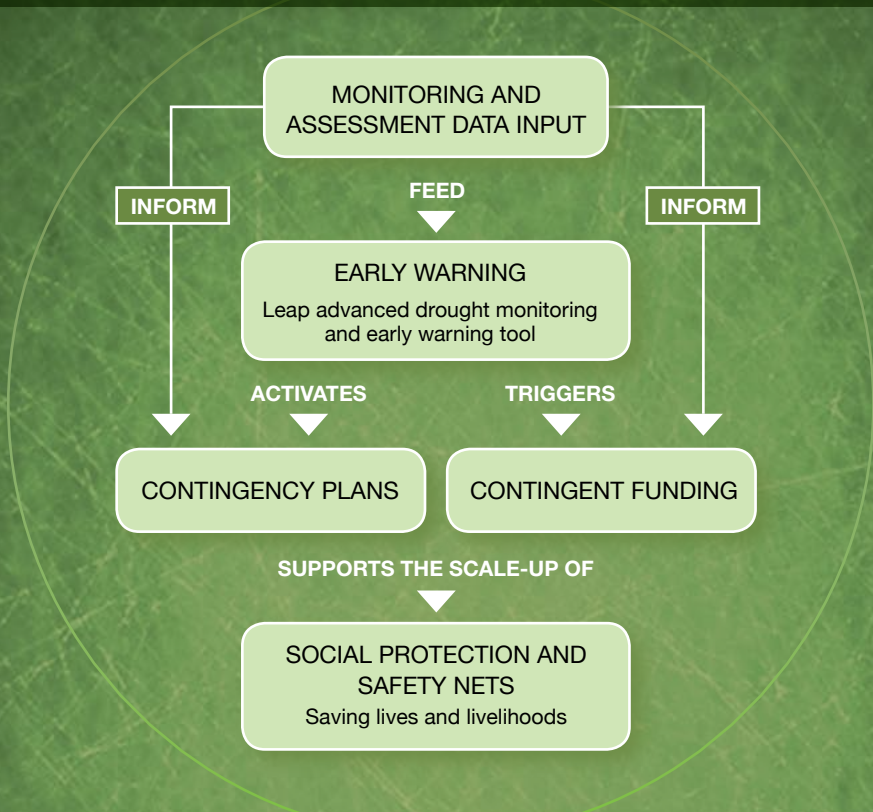 MONITORING AND
ASSESSMENT DATA INPUT
FEED
INFORM
INFORM
EARLY WARNING
Leap advanced drought monitoring
and early warning tool
ACTIVATES
TRIGGERS
CONTINGENCY PLANS
CONTINGENT FUNDING
SUPPORTS THE SCALE-UP OF
SOCIAL PROTECTION AND
SAFETY NETS
Saving lives and livelihoods